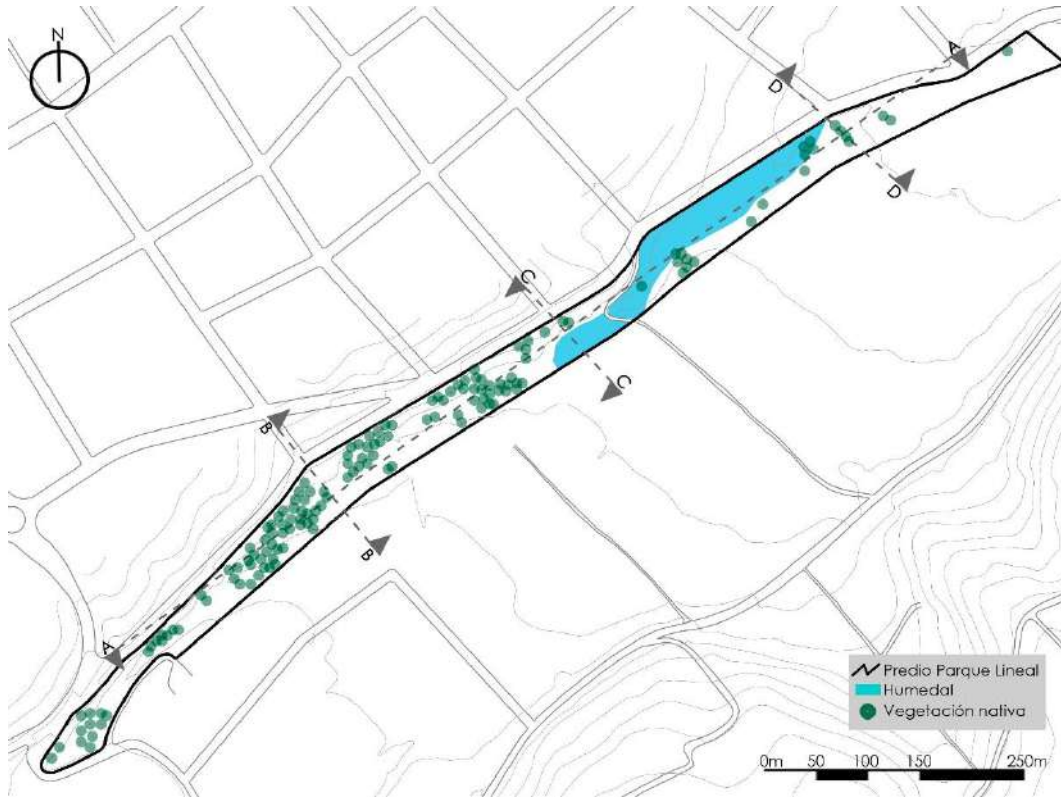 N
A
D
D
C
C
B
B
A
Predio Parque Lineal
Humedal
Vegetación nativa
0m 50 100 150 250m